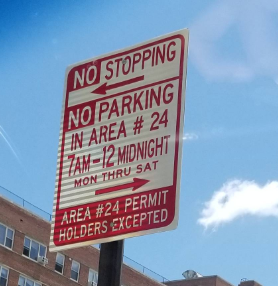 NO STOPPING
NO PARKING
IN AREA # 24
7AM-12 MIDNIGHT
MON THRU SAT
AREA #24 PERMIT
HOLDERS EXCEPTED